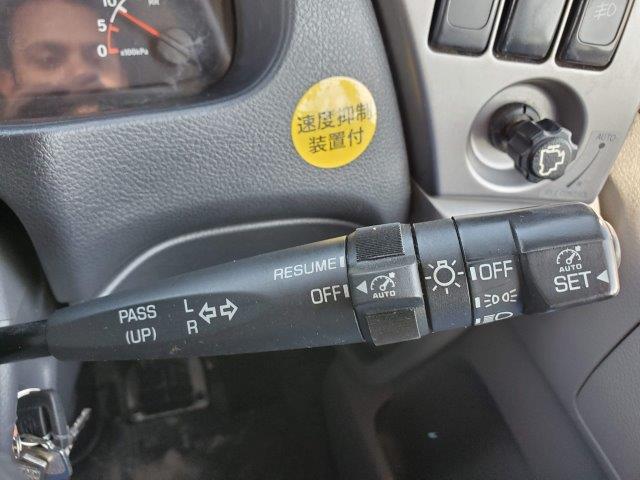 10
5
0
x100kPa
速度抑制
装置付
AUTO
RESUME
OFF
AUTO
PASS
(UP)
L
R
OFF
AUTO
SET